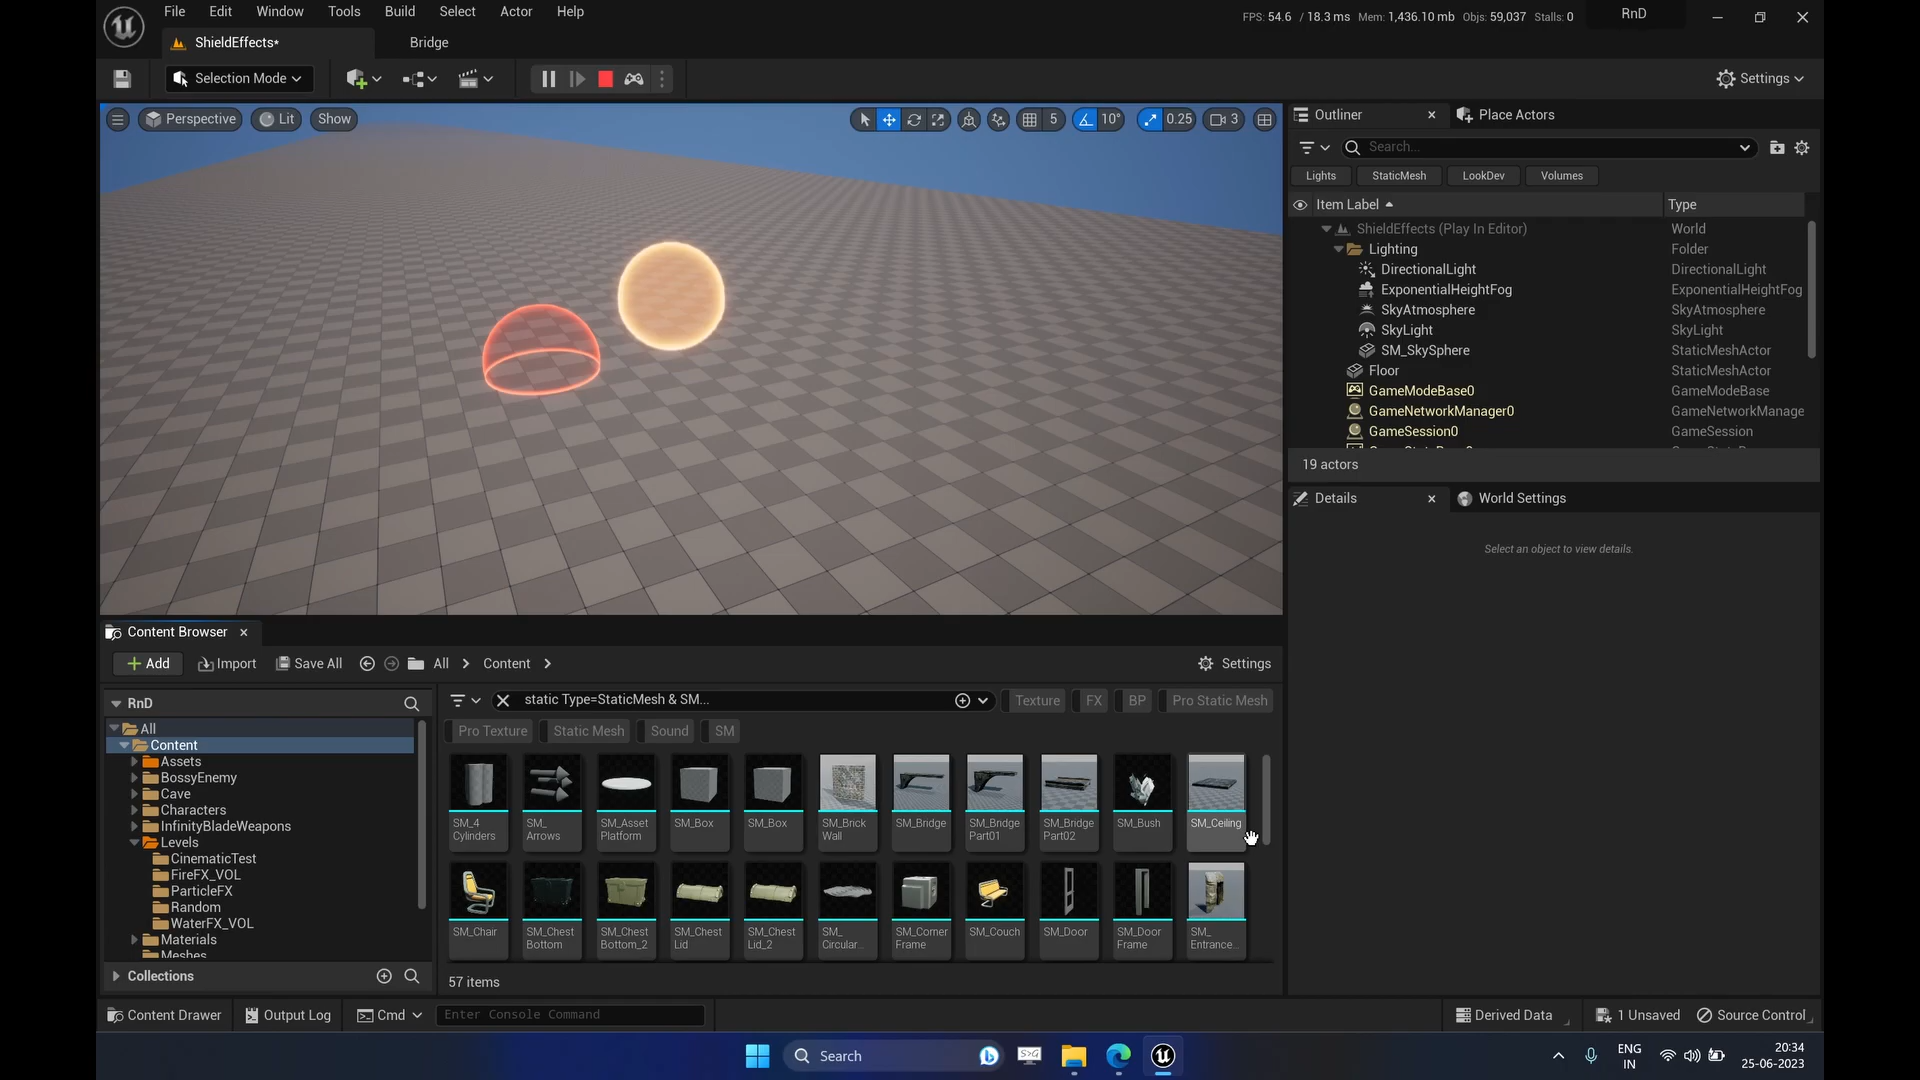 File Edit Window Tools Build Select Actor Help
FPS: 54.6 / 18.3 ms Mem: 1,436.10 mb Objs: 59,037 Stalls: 0
RnD
ShieldEffects*
Bridge
Selection Mode
Settings
Perspective
Lit
Show
5
10°
0.25
3
Outliner
Place Actors
Search...
Lights
StaticMesh
LookDev
Volumes
Item Label
Type
ShieldEffects (Play In Editor) World
Lighting Folder
DirectionalLight DirectionalLight
ExponentialHeightFog ExponentialHeightFog
SkyAtmosphere SkyAtmosphere
SkyLight SkyLight
SM_SkySphere StaticMeshActor
Floor StaticMeshActor
GameModeBase0 GameModeBase
GameNetworkManager0 GameNetworkManage
GameSession0 GameSession
19 actors
Details
World Settings
Select an object to view details.
Content Browser
Add
Import
Save All
All
Content
Settings
RnD
All
Content
Assets
BossyEnemy
Cave
Characters
InfinityBladeWeapons
Levels
CinematicTest
FireFX_VOL
ParticleFX
Random
WaterFX_VOL
Materials
Meshes
Collections
static Type=StaticMesh & SM...
Texture
FX
BP
Pro Static Mesh
Pro Texture
Static Mesh
Sound
SM
SM_4 Cylinders
SM_ Arrows
SM_Asset Platform
SM_Box
SM_Box
SM_Brick Wall
SM_Bridge
SM_Bridge Part01
SM_Bridge Part02
SM_Bush
SM_Ceiling
SM_Chair
SM_Chest Bottom
SM_Chest Bottom_2
SM_Chest Lid
SM_Chest Lid_2
SM_ Circular...
SM_Corner Frame
SM_Couch
SM_Door
SM_Door Frame
SM_ Entrance...
57 items
Content Drawer
Output Log
Cmd
Enter Console Command
Derived Data
1 Unsaved
Source Control
Search
ENG
IN
20:34
25-06-2023